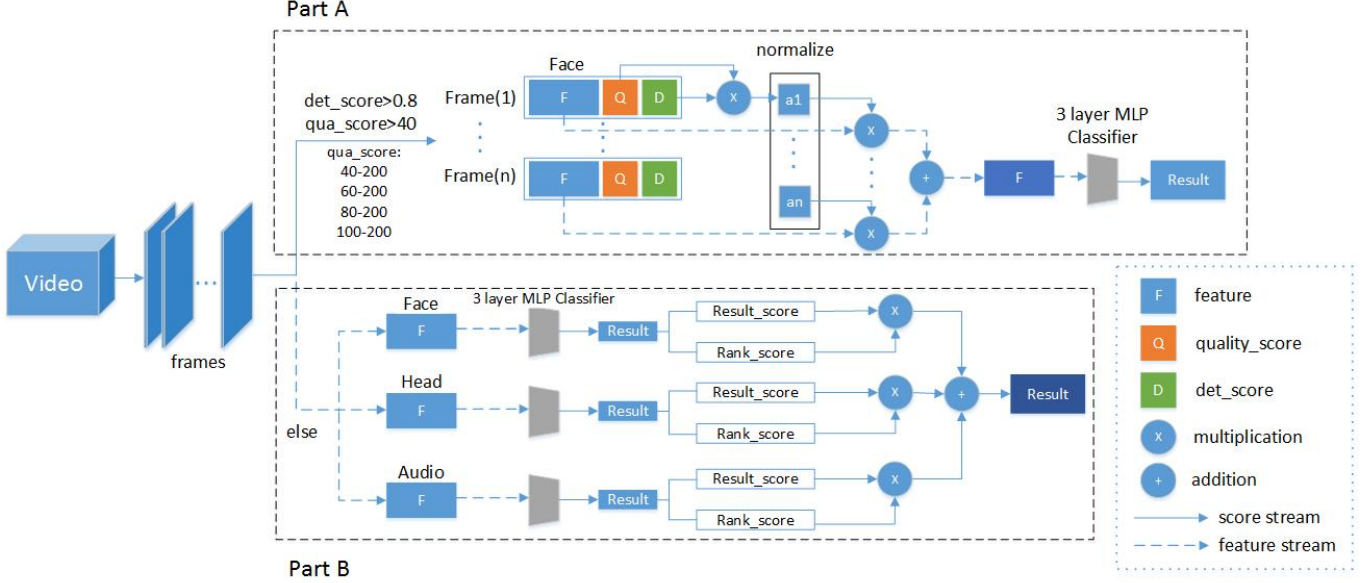 Part A
normalize
Face
det_score>0.8
qua_score>40
Frame(1)
F
Q
D
x
a1
x
qua_score:
40-200
60-200
80-200
100-200
Frame(n)
F
Q
D
an
x
+
F
3 layer MLP
Classifier
Result
Video
...
frames
else
Face
F
3 layer MLP Classifier
Result
Result_score
Rank_score
x
Head
F
Result
Result_score
Rank_score
x
+
Result
Audio
F
Result
Result_score
Rank_score
x
Part B
F
feature
Q
quality_score
D
det_score
x
multiplication
+
addition
score stream
feature stream